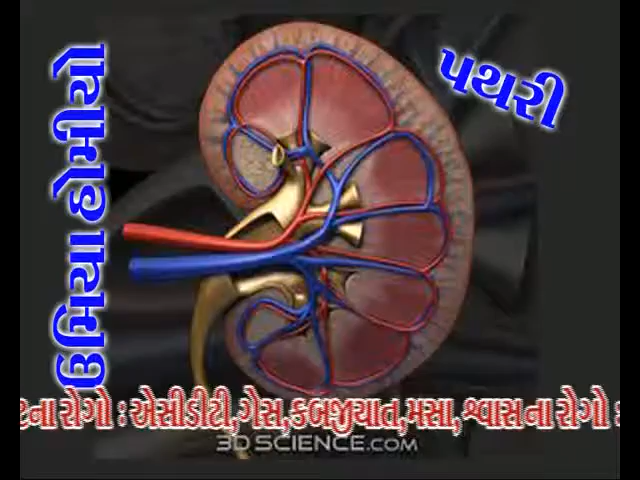 પથરી
ઉમિયા હોમીયો
ના રોગો : એસીડીટી,ગેસ,કબજીયાત,મસા, શ્વાસ ના રોગો :
3D SCIENCE.COM